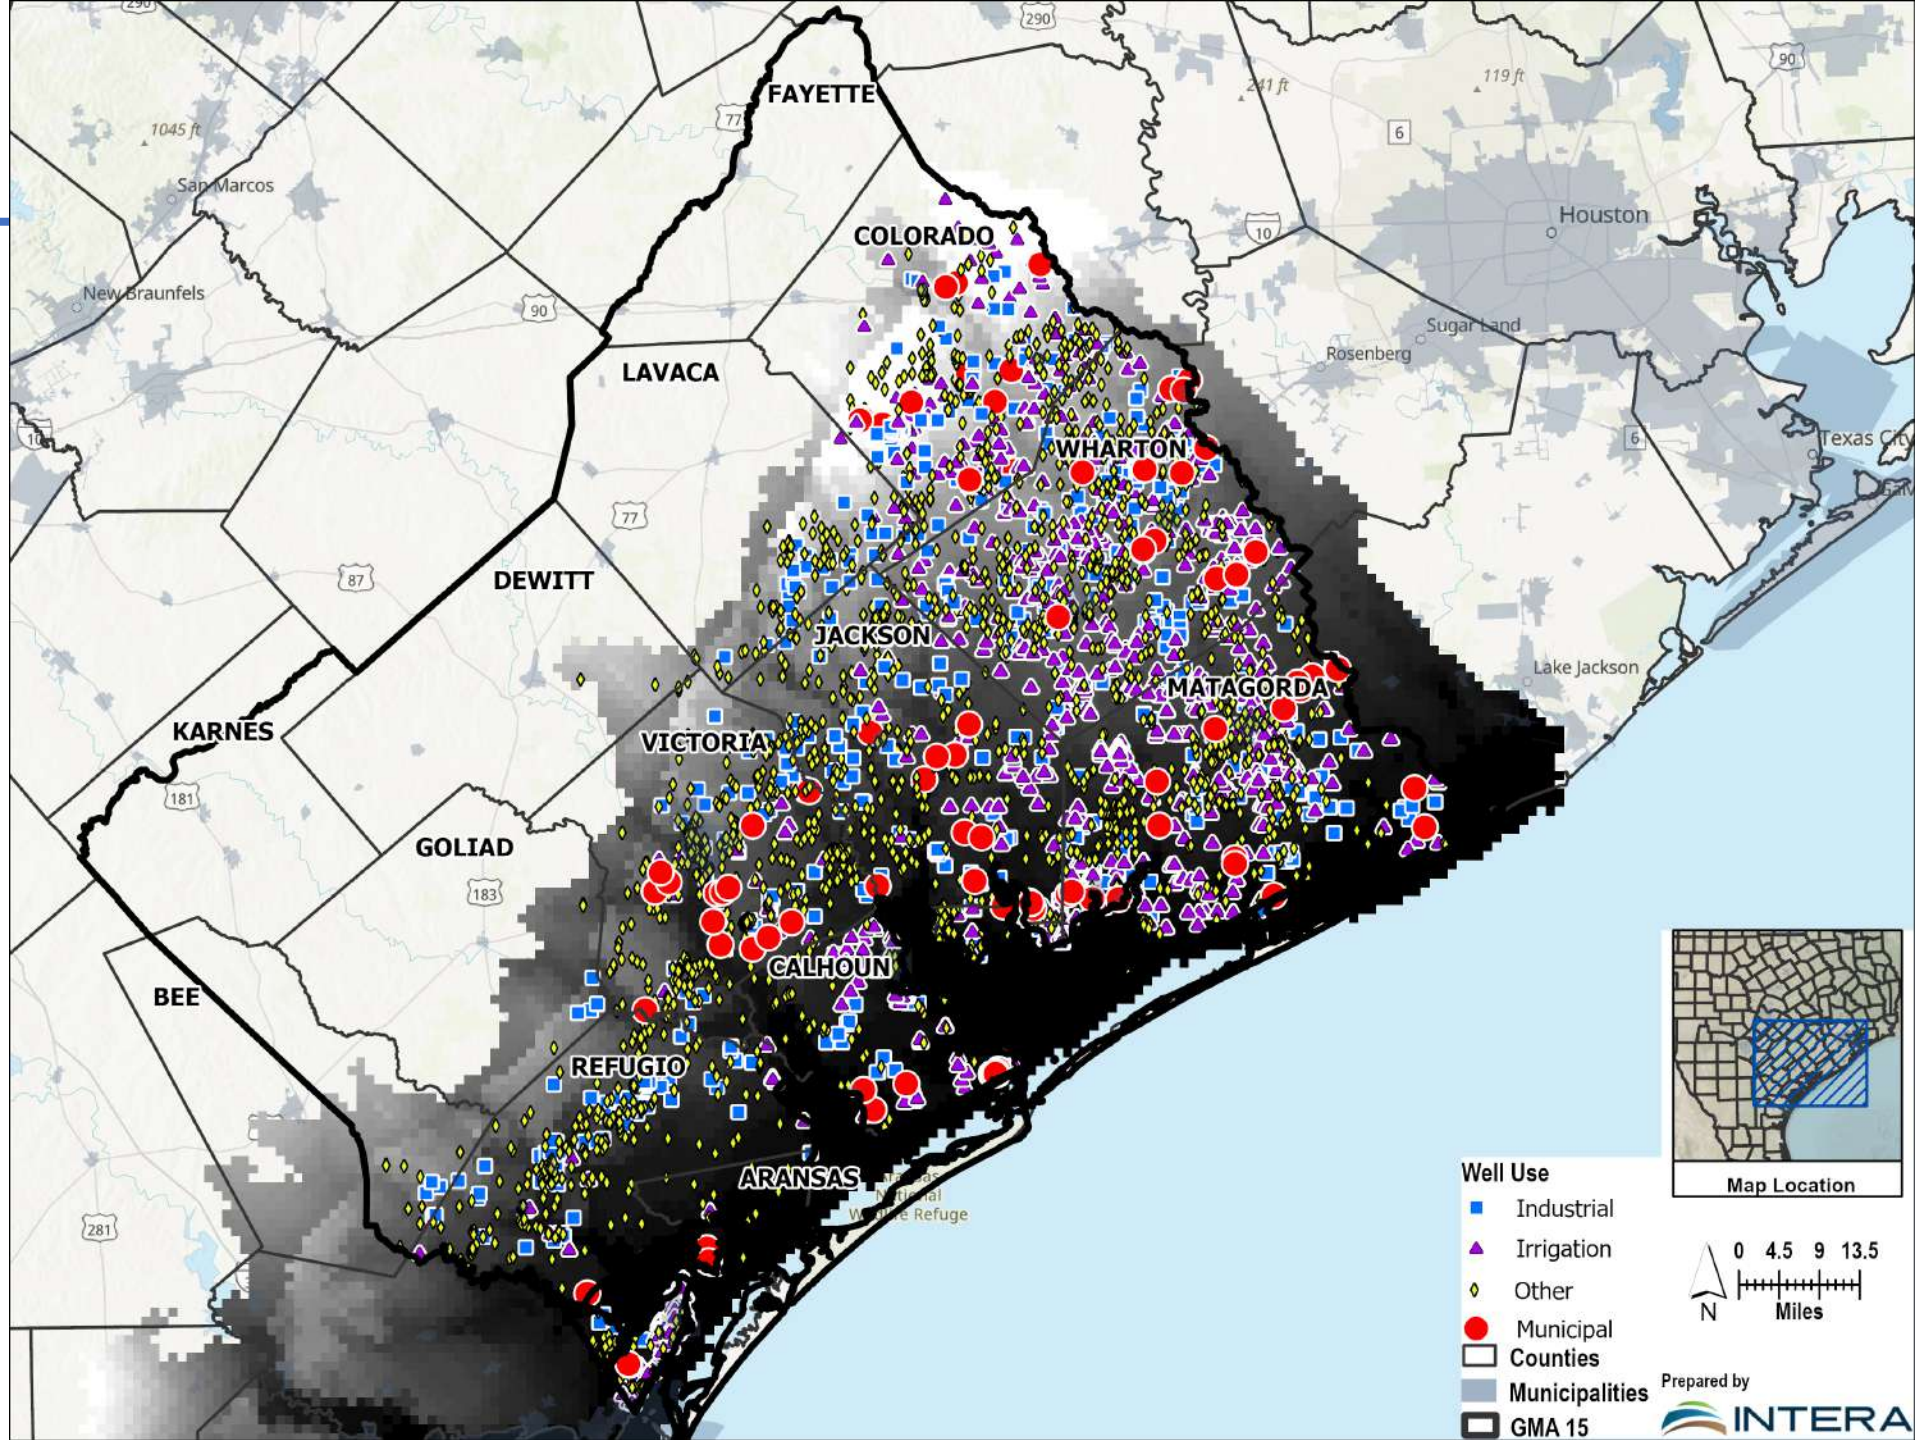 290
290
90
FAYETTE
241 ft
119 ft
77
6
1045 ft
San Marcos
Houston
COLORADO
10
New Braunfels
90
Sugar Land
Rosenberg
LAVACA
10
6
Texas City
WHARTON
77
87
DEWITT
JACKSON
Lake Jackson
MATAGORDA
KARNES
VICTORIA
181
GOLIAD
183
CALHOUN
BEE
REFUGIO
ARANSAS
Aransas
National
Wildlife Refuge
281
Map Location
Well Use
Industrial
Irrigation
Other
Municipal
Counties
Municipalities
GMA 15
0 4.5 9 13.5
Miles
N
Prepared by
INTERA